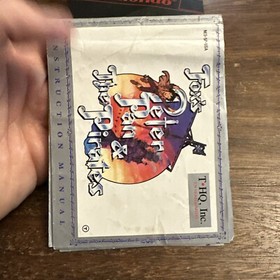 Fox's
Peter
Pan &
The Pirates
T·HQ, Inc.
INSTRUCTION MANUAL